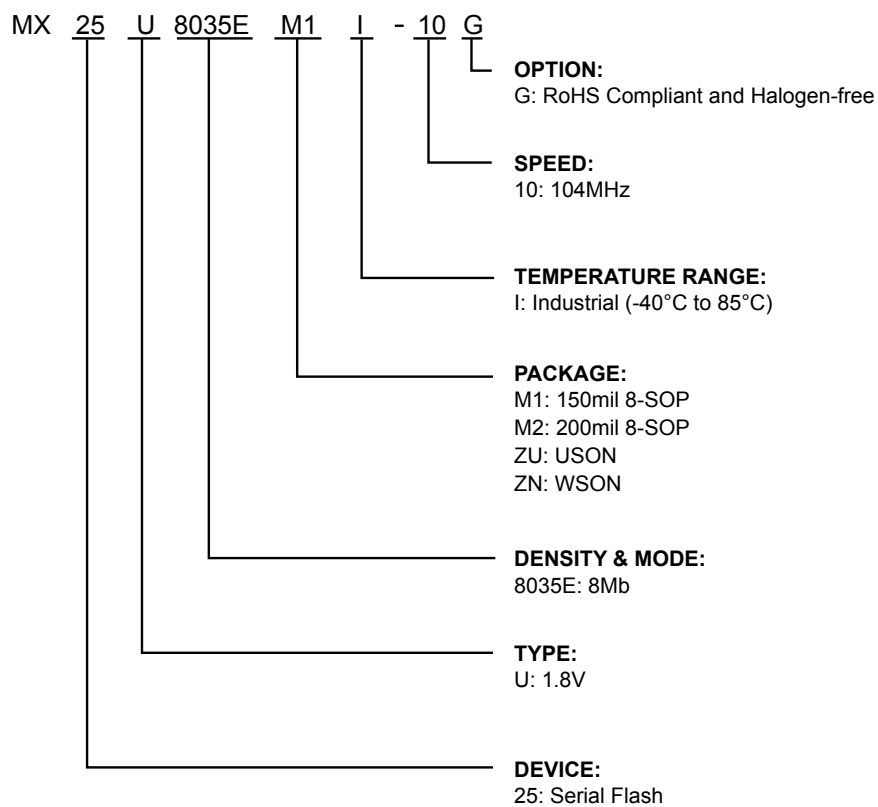 MX 25 U 8035E M1 I - 10 G
OPTION:
G: RoHS Compliant and Halogen-free
SPEED:
10: 104MHz
TEMPERATURE RANGE:
I: Industrial (-40°C to 85°C)
PACKAGE:
M1: 150mil 8-SOP
M2: 200mil 8-SOP
ZU: USON
ZN: WSON
DENSITY & MODE:
8035E: 8Mb
TYPE:
U: 1.8V
DEVICE:
25: Serial Flash